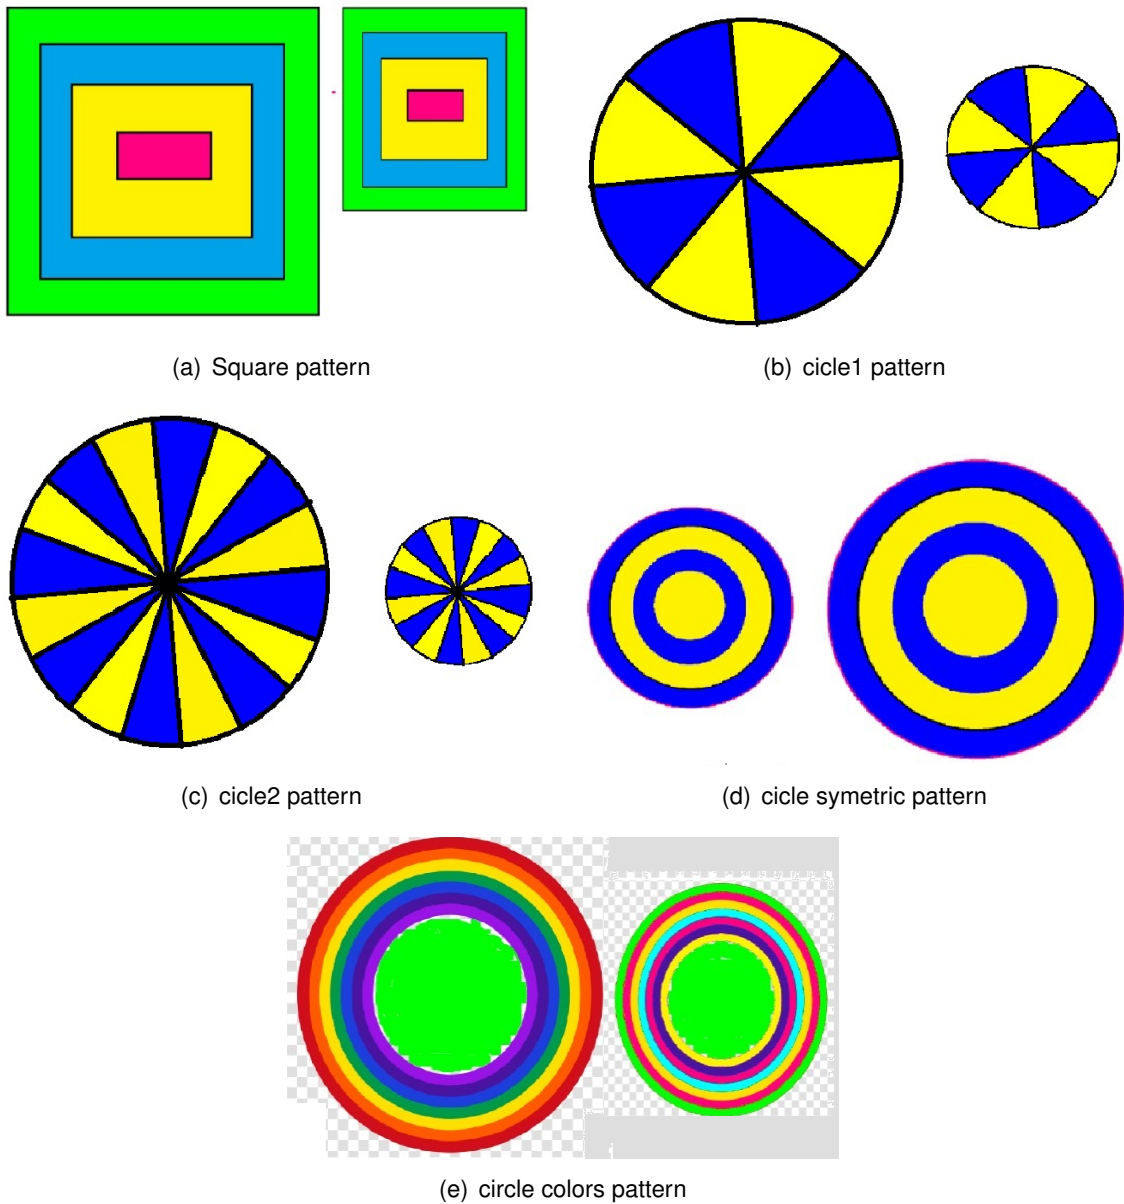 (a) Square pattern
(b) cicle1 pattern
(c) cicle2 pattern
(d) cicle symetric pattern
(e) circle colors pattern